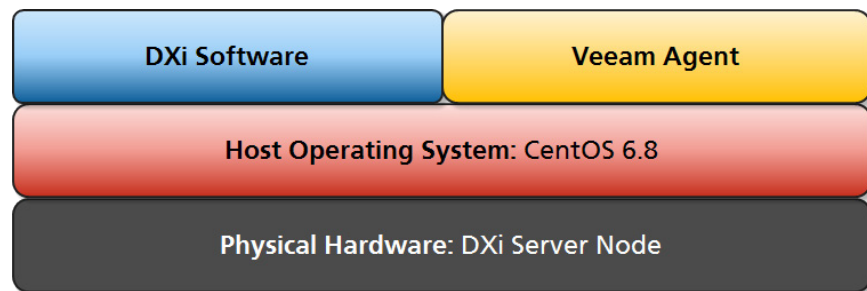 DXi Software
Veeam Agent
Host Operating System: CentOS 6.8
Physical Hardware: DXi Server Node